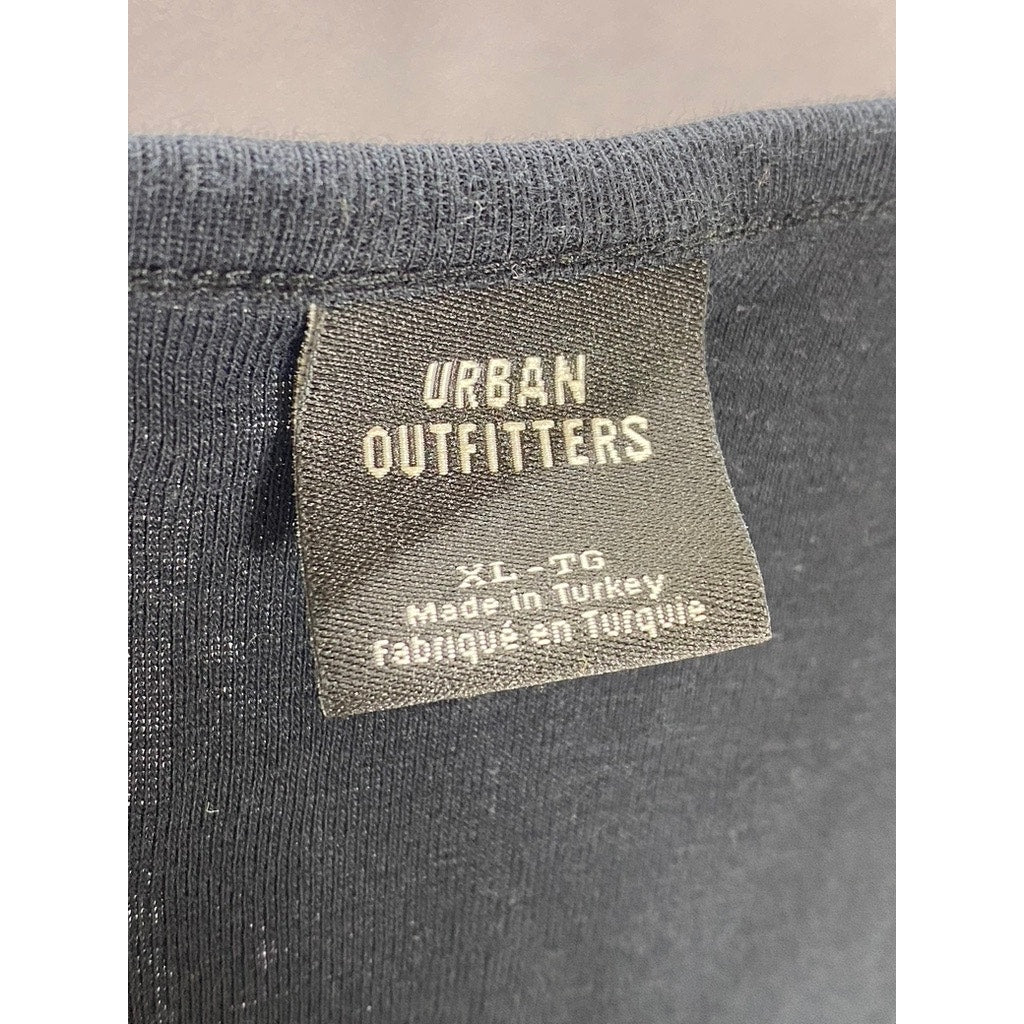 URBAN
OUTFITTERS
XL-TG
Made in Turkey
Fabriqué en Turquie